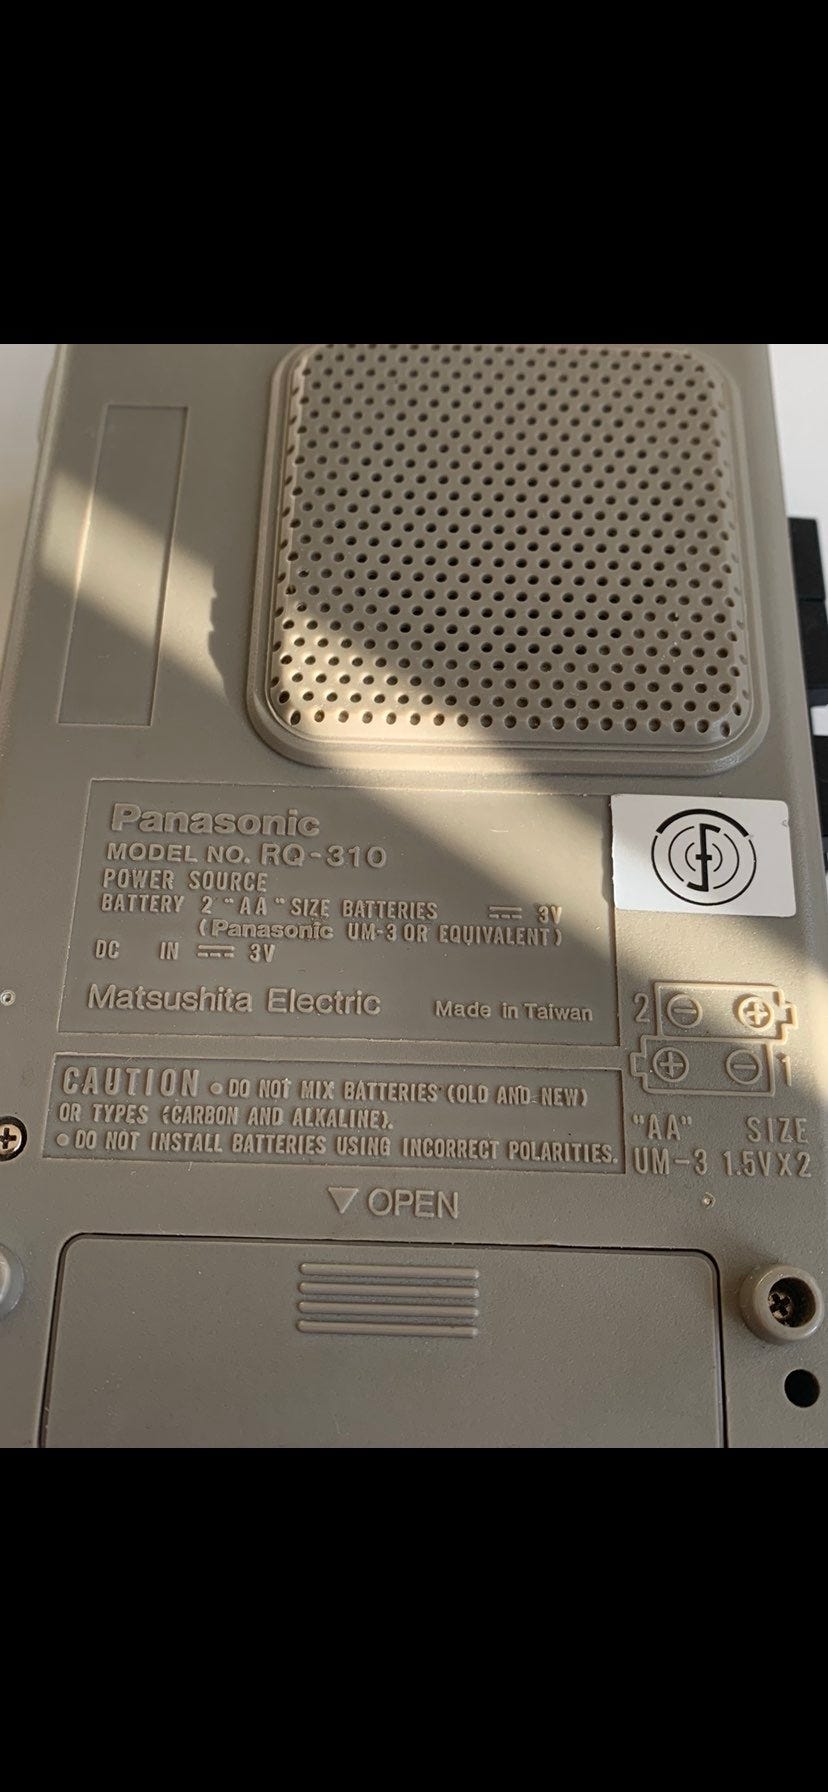 Panasonic
MODEL NO. RQ-310
POWER SOURCE
BATTERY 2 "AA" SIZE BATTERIES ⎓ 3V
(Panasonic UM-3 OR EQUIVALENT)
DC IN ⎓ 3V
Matsushita Electric Made in Taiwan
2 ⊖ ⊕
⊕ ⊖ 1
CAUTION ● DO NOT MIX BATTERIES (OLD AND NEW)
OR TYPES (CARBON AND ALKALINE).
● DO NOT INSTALL BATTERIES USING INCORRECT POLARITIES.
"AA" SIZE
UM-3 1.5V X 2
▽ OPEN